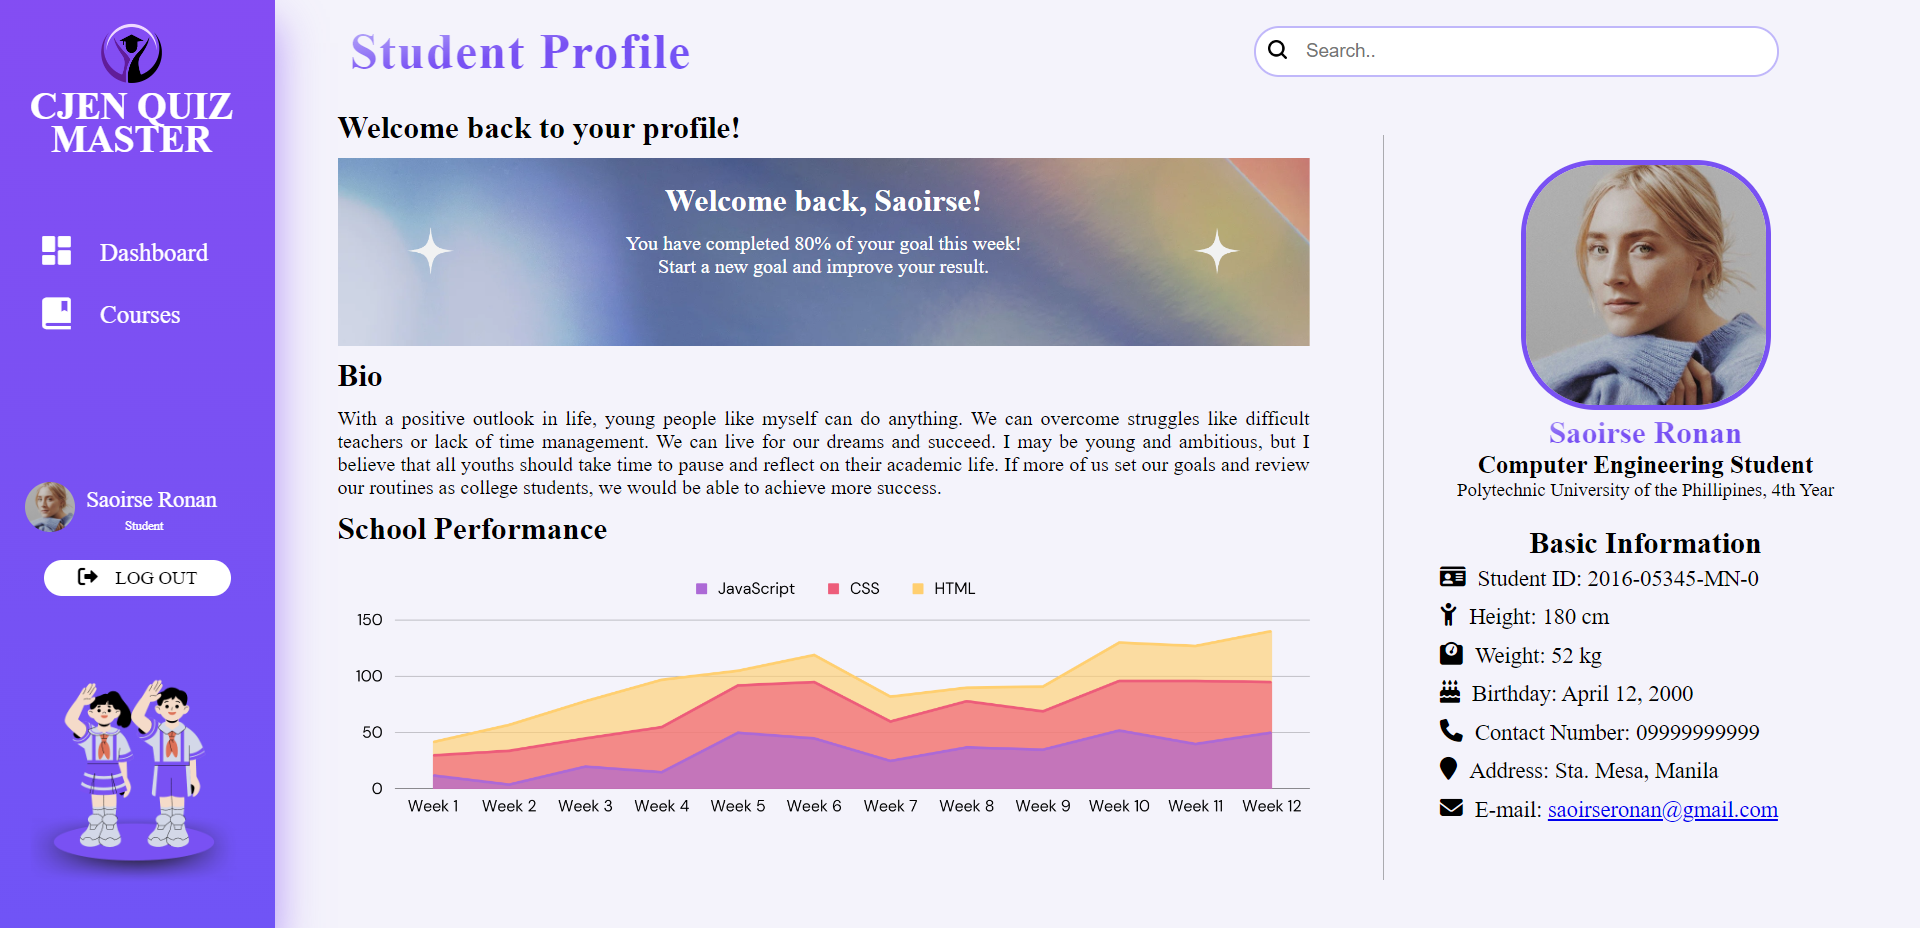 CJEN QUIZ
MASTER
Dashboard
Courses
Saoirse Ronan
Student
LOG OUT
Student Profile
Search..
Welcome back to your profile!
Welcome back, Saoirse!
You have completed 80% of your goal this week!
Start a new goal and improve your result.
Bio
With a positive outlook in life, young people like myself can do anything. We can overcome struggles like difficult
teachers or lack of time management. We can live for our dreams and succeed. I may be young and ambitious, but I
believe that all youths should take time to pause and reflect on their academic life. If more of us set our goals and review
our routines as college students, we would be able to achieve more success.
School Performance
JavaScript CSS HTML
150
100
50
0
Week 1 Week 2 Week 3 Week 4 Week 5 Week 6 Week 7 Week 8 Week 9 Week 10 Week 11 Week 12
Saoirse Ronan
Computer Engineering Student
Polytechnic University of the Phillipines, 4th Year
Basic Information
Student ID: 2016-05345-MN-0
Height: 180 cm
Weight: 52 kg
Birthday: April 12, 2000
Contact Number: 09999999999
Address: Sta. Mesa, Manila
E-mail: saoirseronan@gmail.com